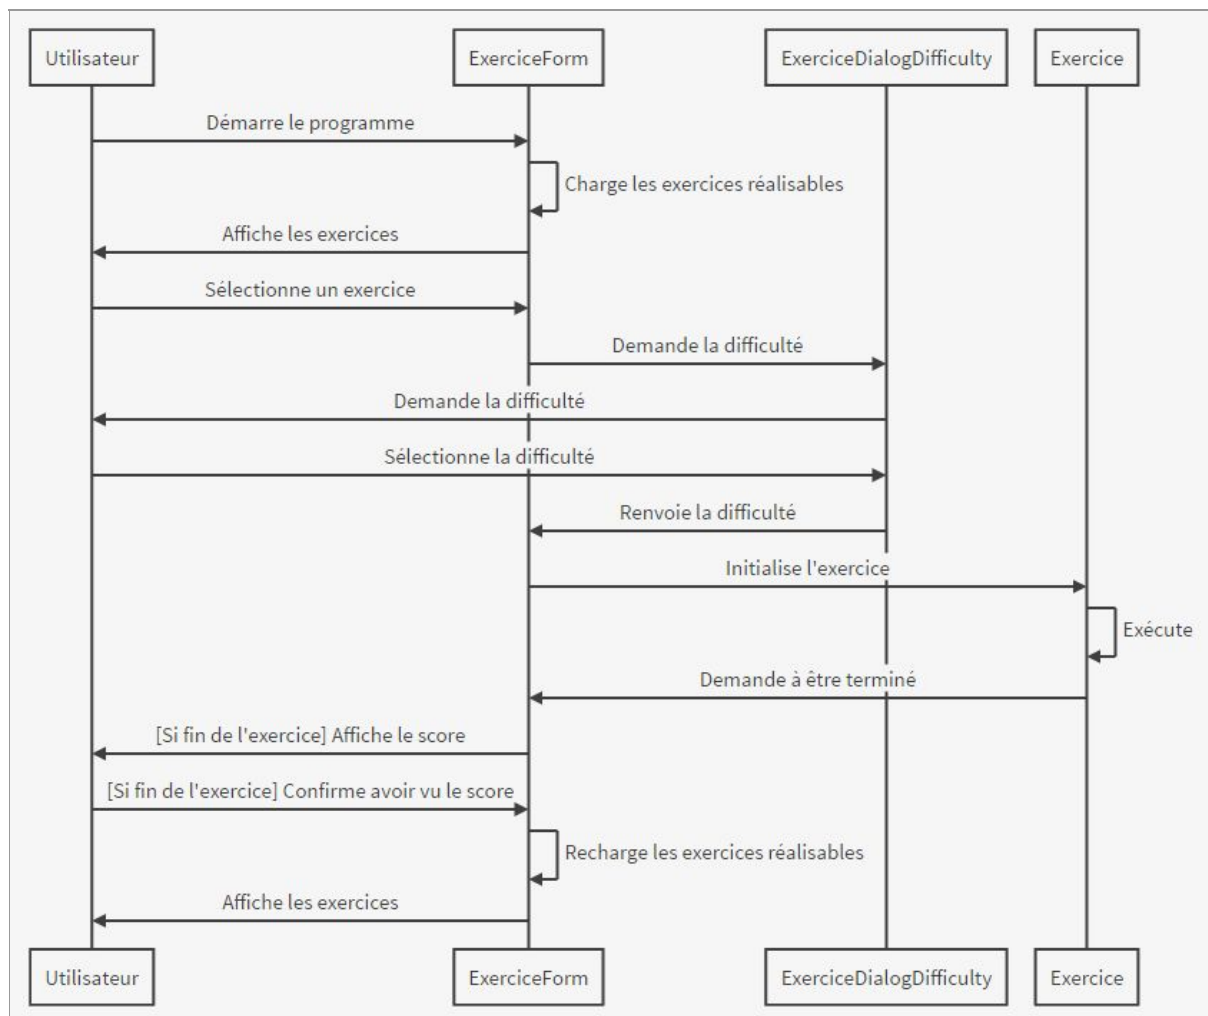 Utilisateur
ExerciceForm
ExerciceDialogDifficulty
Exercice
Démarre le programme
Charge les exercices réalisables
Affiche les exercices
Sélectionne un exercice
Demande la difficulté
Demande la difficulté
Sélectionne la difficulté
Renvoie la difficulté
Initialise l'exercice
Exécute
Demande à être terminé
[Si fin de l'exercice] Affiche le score
[Si fin de l'exercice] Confirme avoir vu le score
Recharge les exercices réalisables
Affiche les exercices
Utilisateur
ExerciceForm
ExerciceDialogDifficulty
Exercice